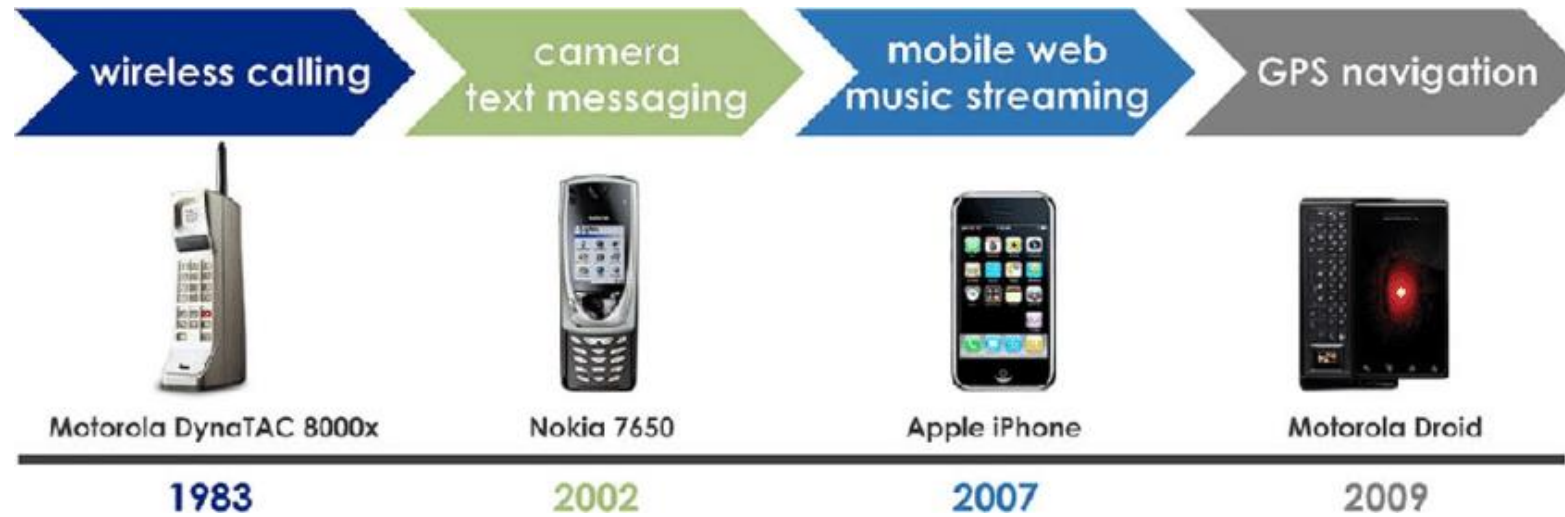 wireless calling
camera
text messaging
mobile web
music streaming
GPS navigation
Motorola DynaTAC 8000x
Nokia 7650
Apple iPhone
Motorola Droid
1983
2002
2007
2009